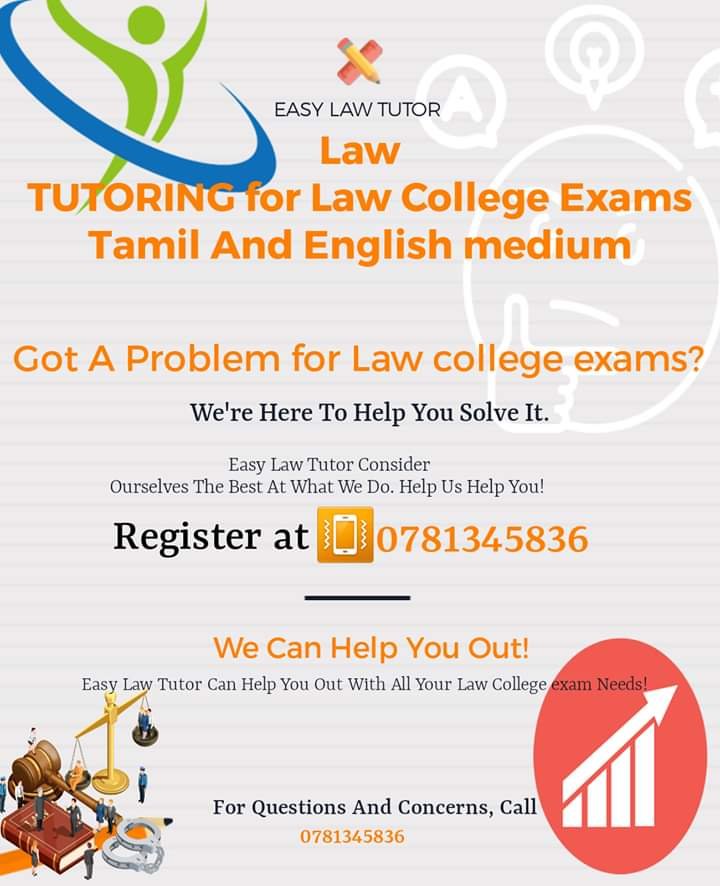 EASY LAW TUTOR
Law
TUTORING for Law College Exams
Tamil And English medium
Got A Problem for Law college exams?
We're Here To Help You Solve It.
Easy Law Tutor Consider
Ourselves The Best At What We Do. Help Us Help You!
Register at 0781345836
We Can Help You Out!
Easy Law Tutor Can Help You Out With All Your Law College exam Needs!
For Questions And Concerns, Call
0781345836
A